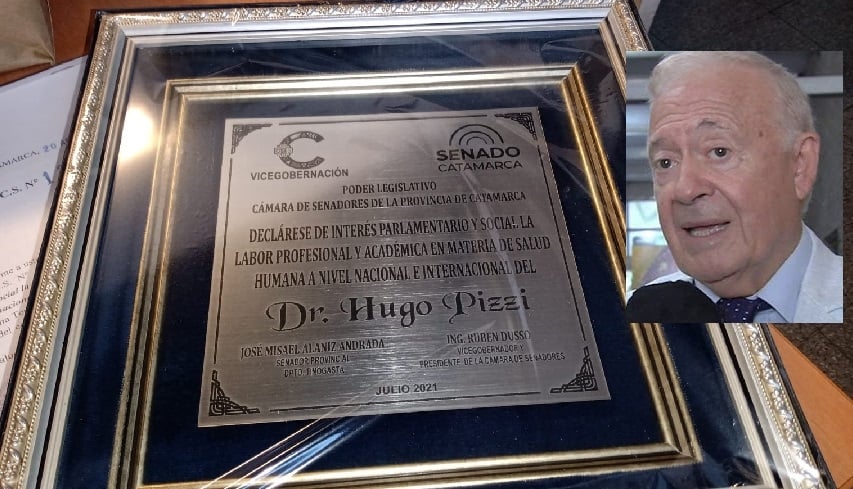 VICEGOBERNACIÓN
SENADO
CATAMARCA
PODER LEGISLATIVO
CÁMARA DE SENADORES DE LA PROVINCIA DE CATAMARCA
DECLÁRESE DE INTERÉS PARLAMENTARIO Y SOCIAL LA
LABOR PROFESIONAL Y ACADÉMICA EN MATERIA DE SALUD
HUMANA A NIVEL NACIONAL E INTERNACIONAL DEL
Dr. Hugo Pizzi
JOSÉ MISAEL ALANIZ ANDRADA
SENADOR PROVINCIAL
DPTO. TINOGASTA
ING. RUBEN DUSSO
VICEGOBERNADOR Y
PRESIDENTE DE LA CÁMARA DE SENADORES
JULIO 2021